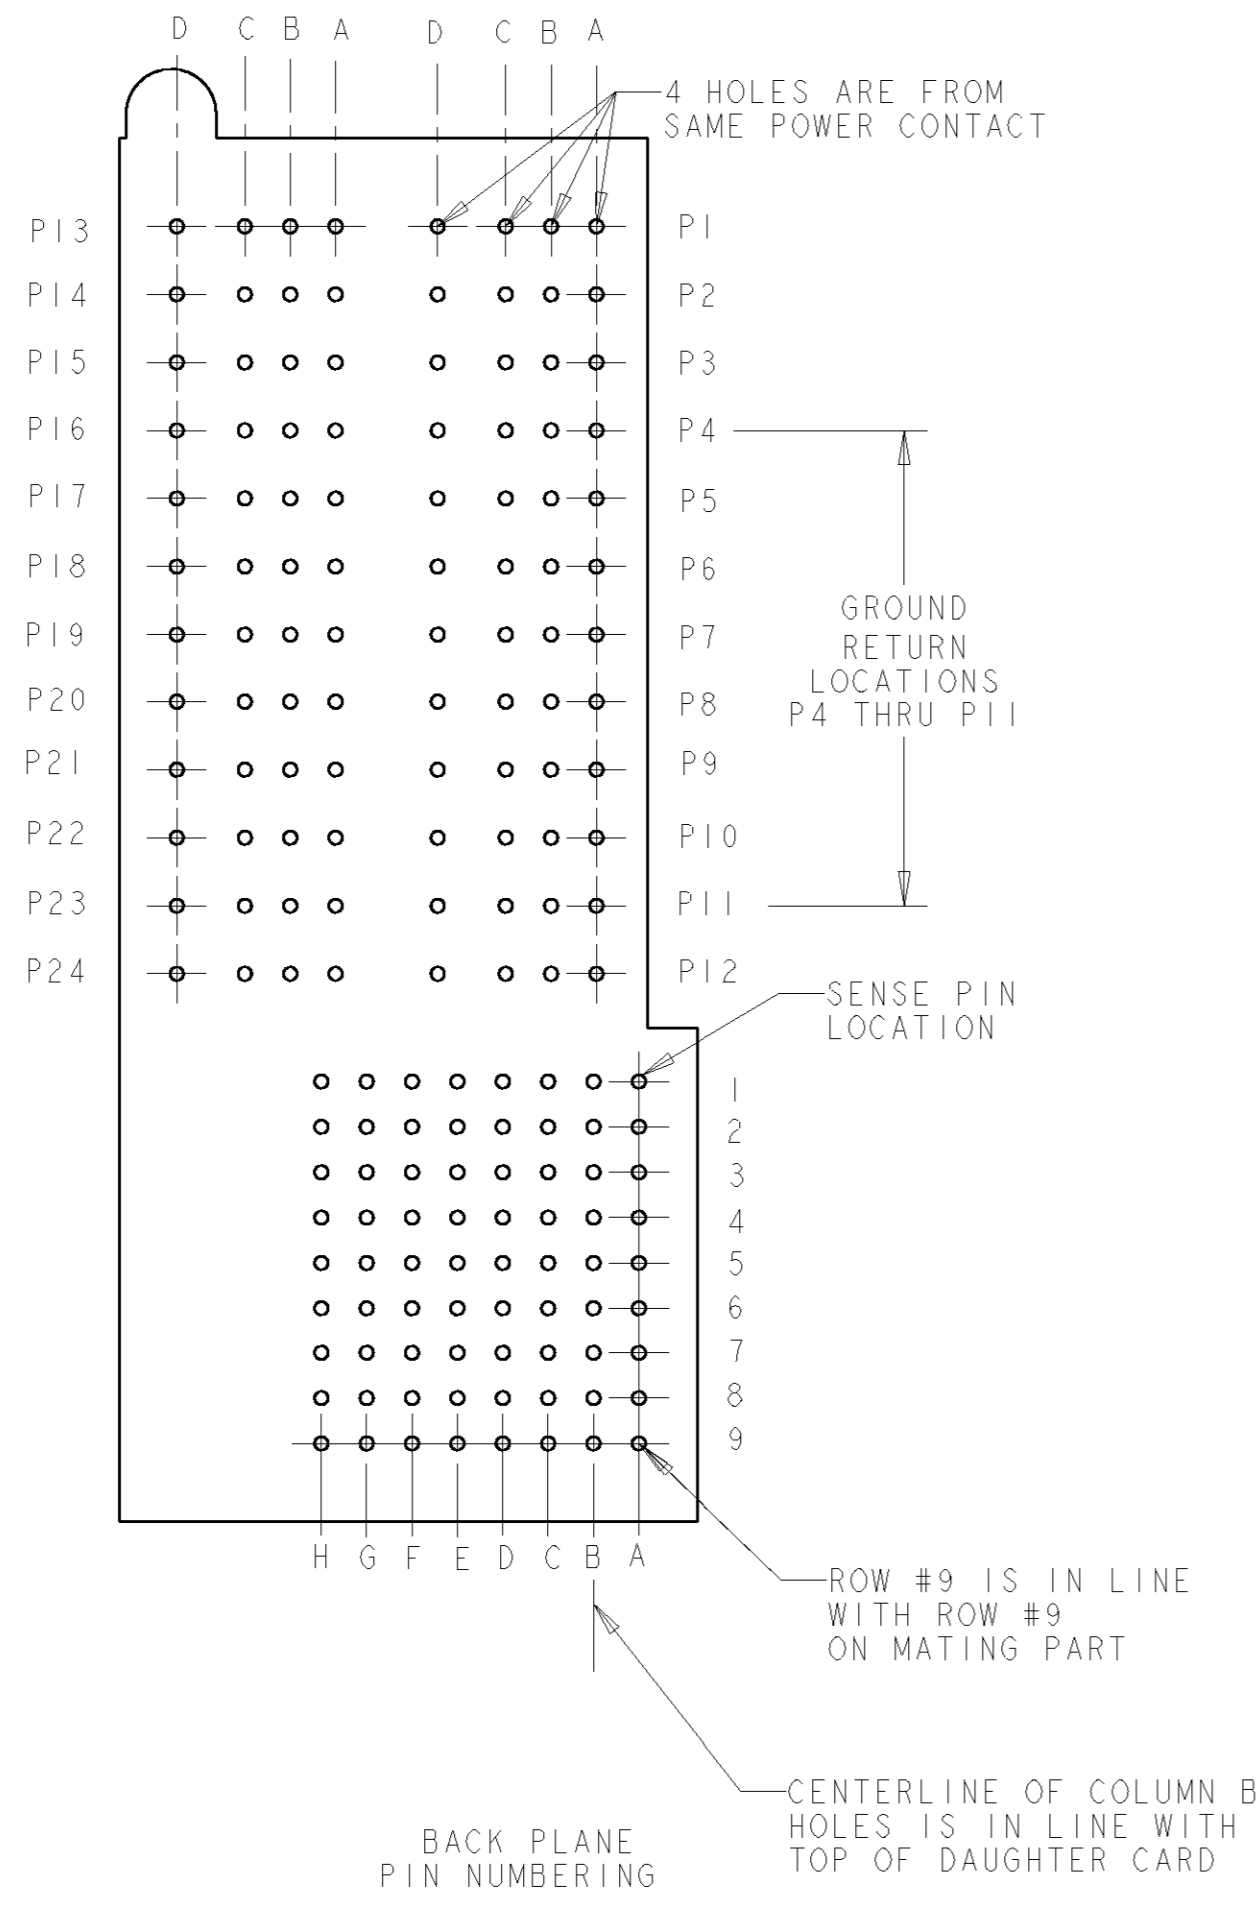 D C B A D C B A
4 HOLES ARE FROM
SAME POWER CONTACT
P13 P1
P14 P2
P15 P3
P16 P4
P17 P5
P18 P6
P19 P7
P20 P8
P21 P9
P22 P10
P23 P11
P24 P12
GROUND
RETURN
LOCATIONS
P4 THRU P11
SENSE PIN
LOCATION
1
2
3
4
5
6
7
8
9
H G F E D C B A
ROW #9 IS IN LINE
WITH ROW #9
ON MATING PART
CENTERLINE OF COLUMN B
HOLES IS IN LINE WITH
TOP OF DAUGHTER CARD
BACK PLANE
PIN NUMBERING